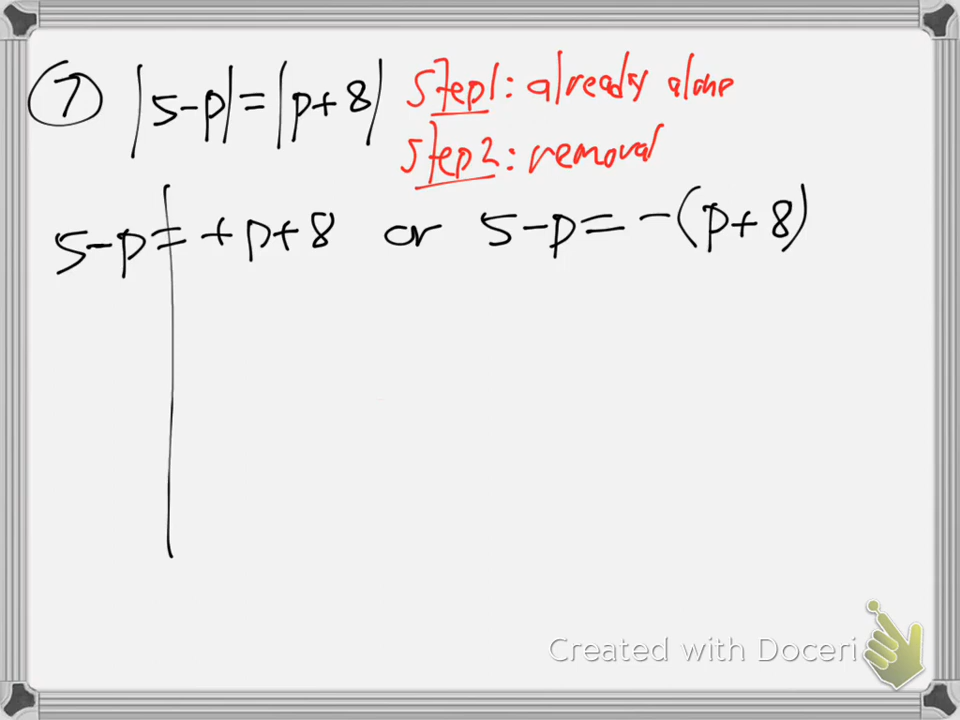 ⑦ |5-p|=|p+8| Step1: already alone
Step2: removal
5-p=+p+8 or 5-p=-(p+8)
Created with Doceri